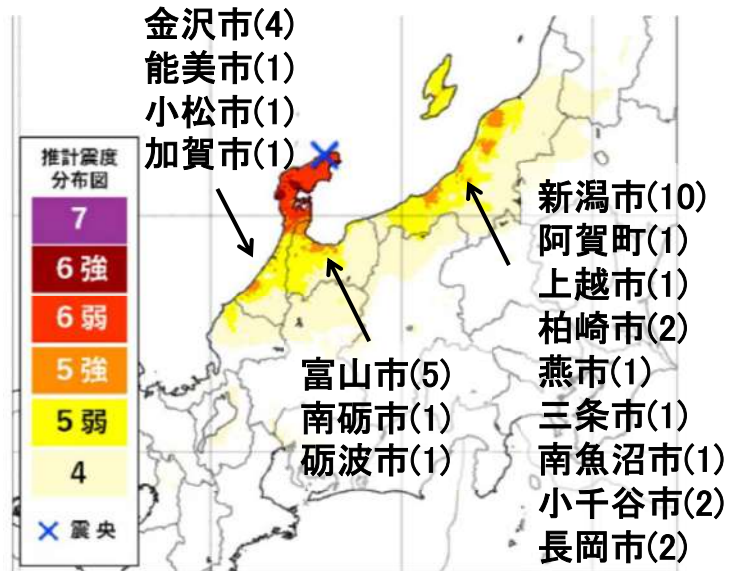 金沢市(4)
能美市(1)
小松市(1)
加賀市(1)
推計震度
分布図
7
6強
6弱
5強
5弱
4
震央
新潟市(10)
阿賀町(1)
上越市(1)
柏崎市(2)
燕市(1)
三条市(1)
南魚沼市(1)
小千谷市(2)
長岡市(2)
富山市(5)
南砺市(1)
砺波市(1)